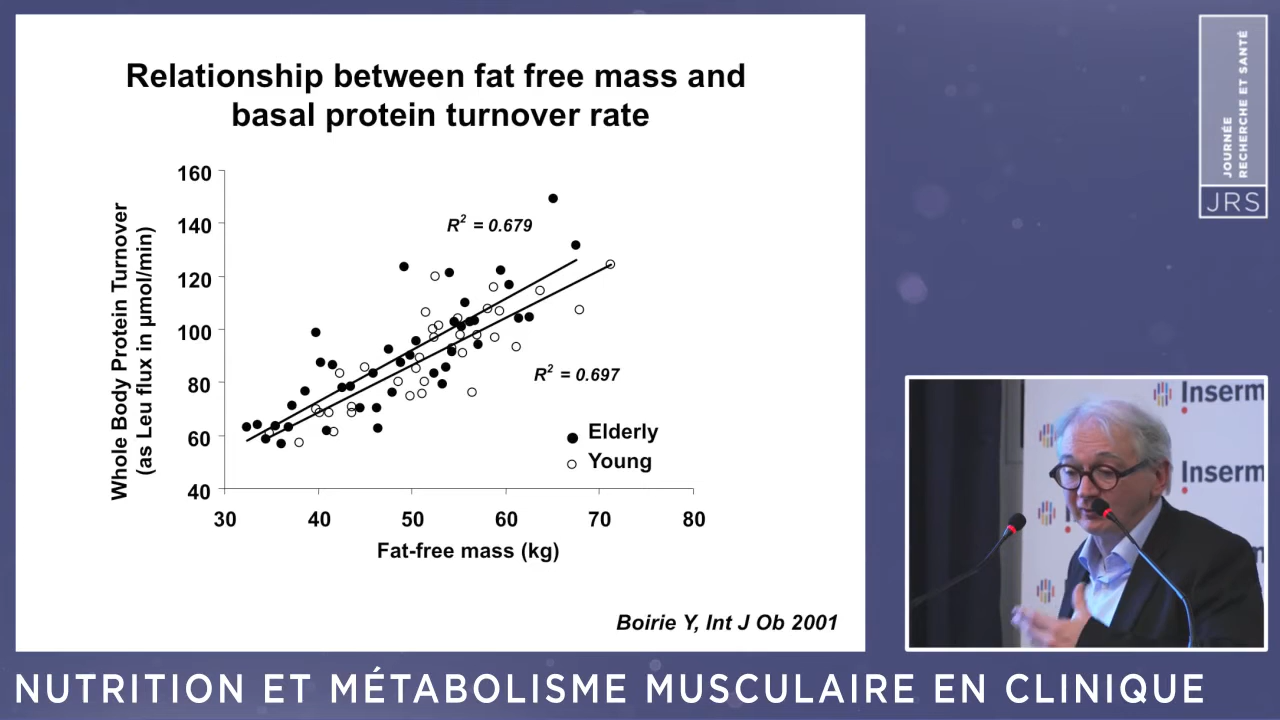 Relationship between fat free mass and
basal protein turnover rate
Whole Body Protein Turnover
(as Leu flux in µmol/min)
160
140
120
100
80
60
40
R² = 0.679
R² = 0.697
Elderly
Young
30 40 50 60 70 80
Fat-free mass (kg)
Boirie Y, Int J Ob 2001
JOURNÉE
RECHERCHE ET SANTÉ
JRS
Inserm
Inserm
NUTRITION ET MÉTABOLISME MUSCULAIRE EN CLINIQUE